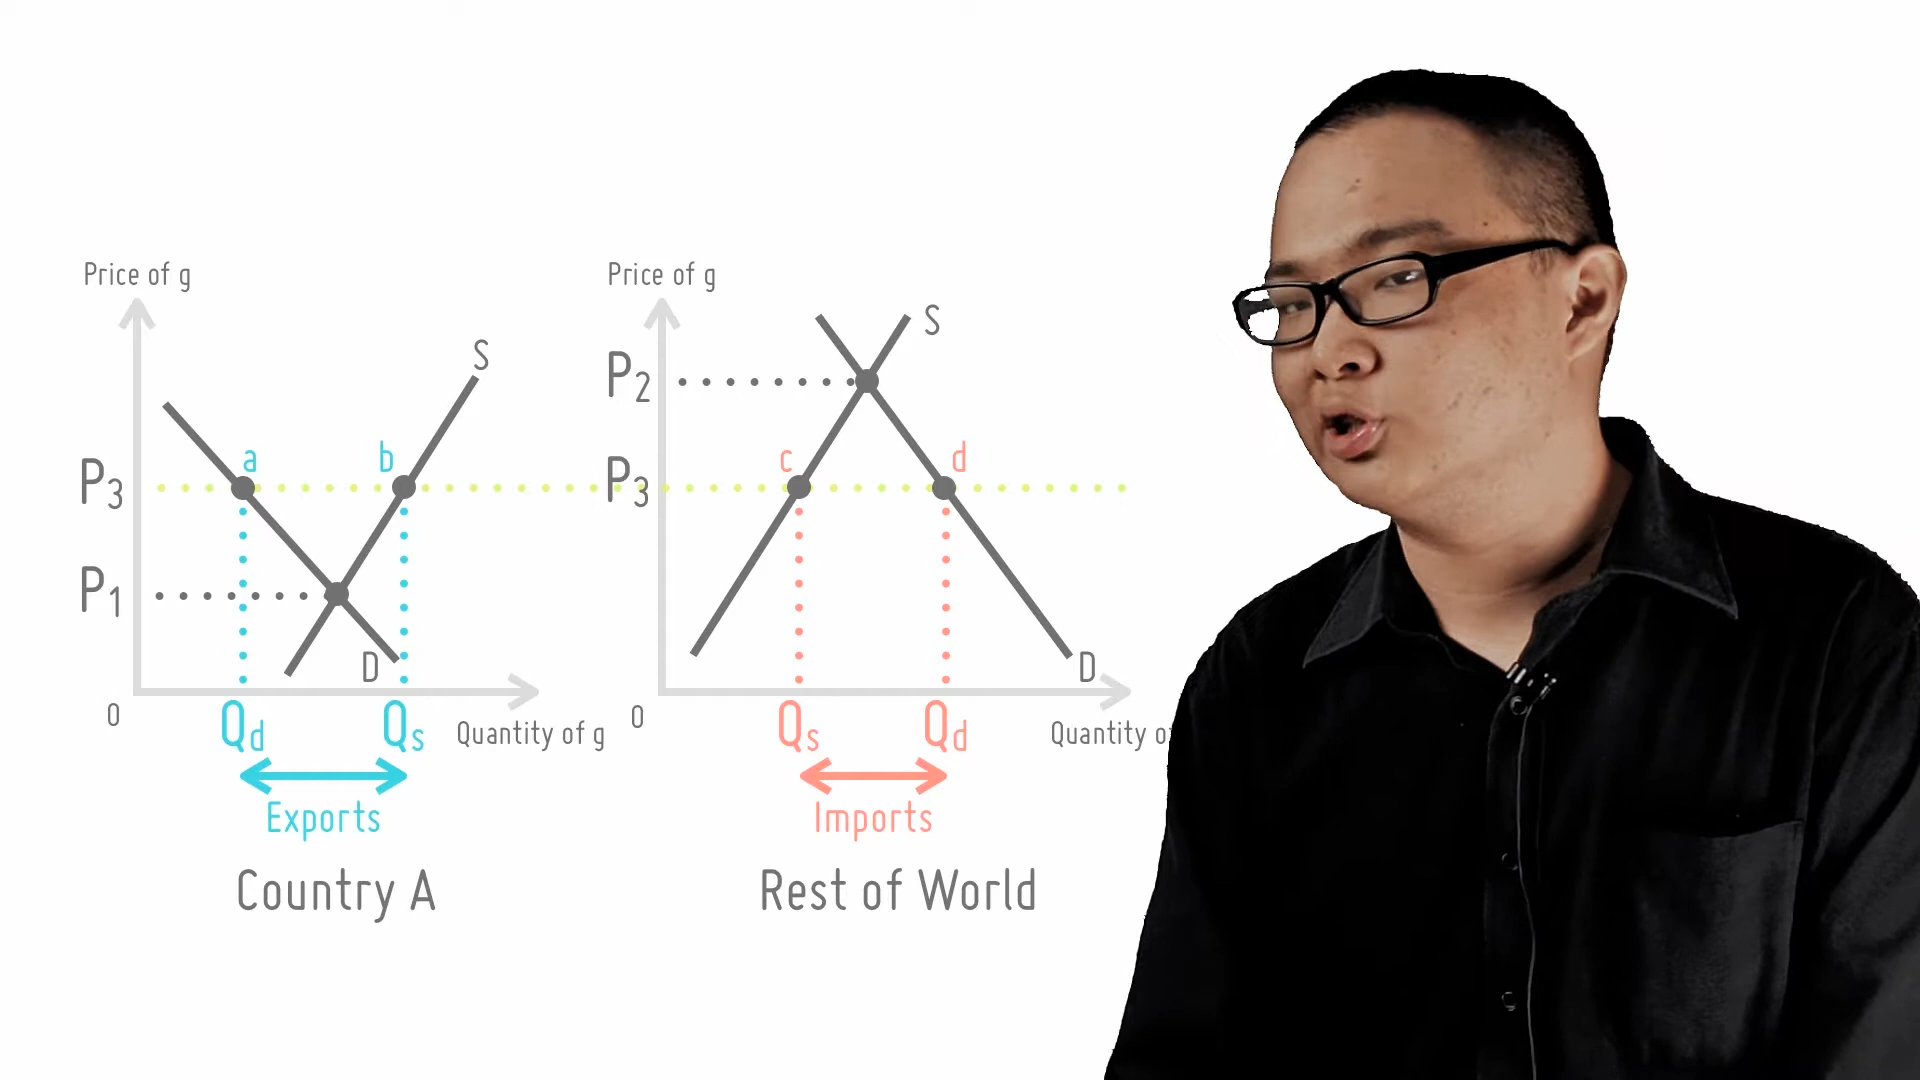 Price of g
S
P3
a
b
P1
D
0
Qd
Qs
Quantity of g
Exports
Country A
Price of g
S
P2
c
d
P3
D
0
Qs
Qd
Quantity
Imports
Rest of World